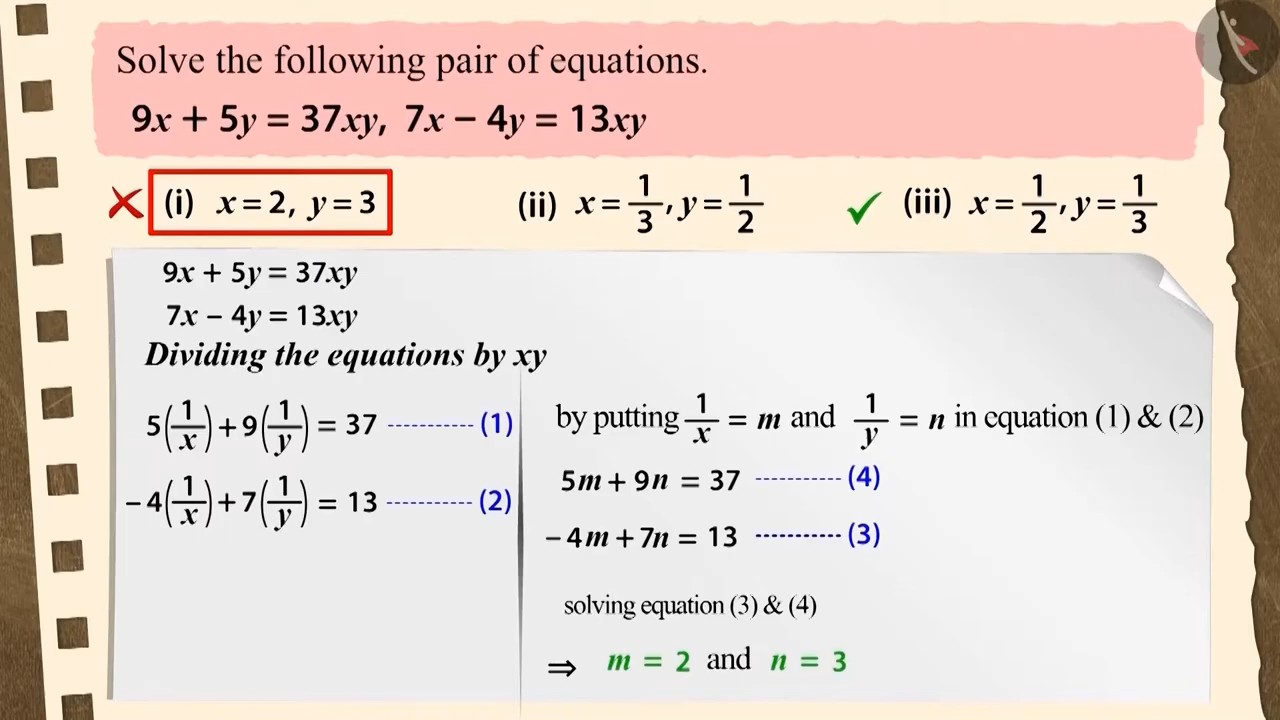 Solve the following pair of equations.
9x + 5y = 37xy, 7x − 4y = 13xy
(i) x = 2, y = 3
(ii) x = 1/3, y = 1/2
(iii) x = 1/2, y = 1/3
9x + 5y = 37xy
7x − 4y = 13xy
Dividing the equations by xy
5(1/x) + 9(1/y) = 37 ----------- (1)
− 4(1/x) + 7(1/y) = 13 ----------- (2)
by putting 1/x = m and 1/y = n in equation (1) & (2)
5m + 9n = 37 ----------- (4)
− 4m + 7n = 13 ----------- (3)
solving equation (3) & (4)
⇒ m = 2 and n = 3